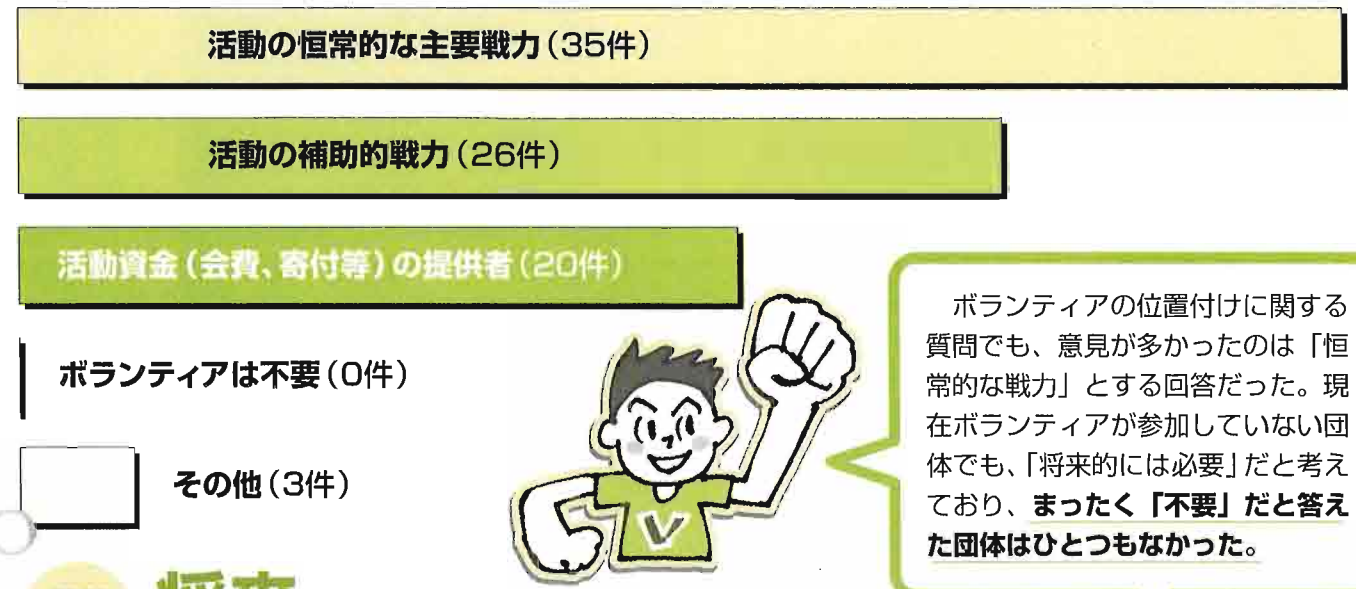 活動の恒常的な主要戦力(35件)
活動の補助的戦力(26件)
活動資金(会費、寄付等)の提供者(20件)
ボランティアは不要(0件)
その他(3件)
V
ボランティアの位置付けに関する
質問でも、意見が多かったのは「恒
常的な戦力」とする回答だった。現
在ボランティアが参加していない団
体でも、「将来的には必要」だと考え
ており、まったく「不要」だと答え
た団体はひとつもなかった。